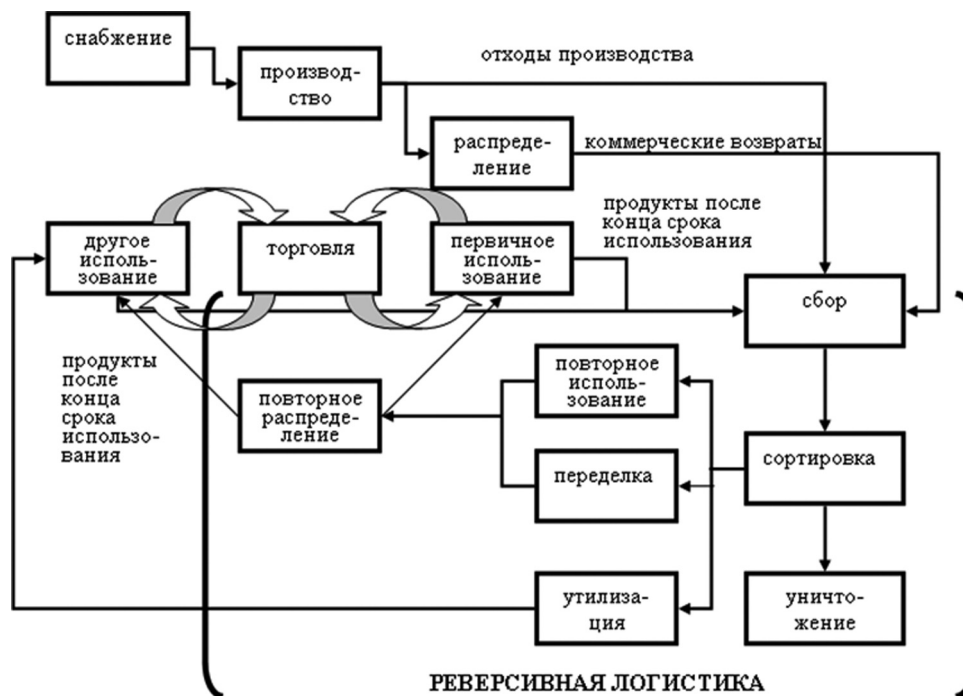 снабжение
отходы производства
производ-
ство
распреде-
ление
коммерческие возвраты
продукты после
конца срока
использования
другое
исполь-
зование
торговля
первичное
исполь-
зование
сбор
продукты
после
конца
срока
использо-
вания
повторное
распреде-
ление
повторное
исполь-
зование
переделка
сортировка
утилиза-
ция
уничто-
жение
РЕВЕРСИВНАЯ ЛОГИСТИКА